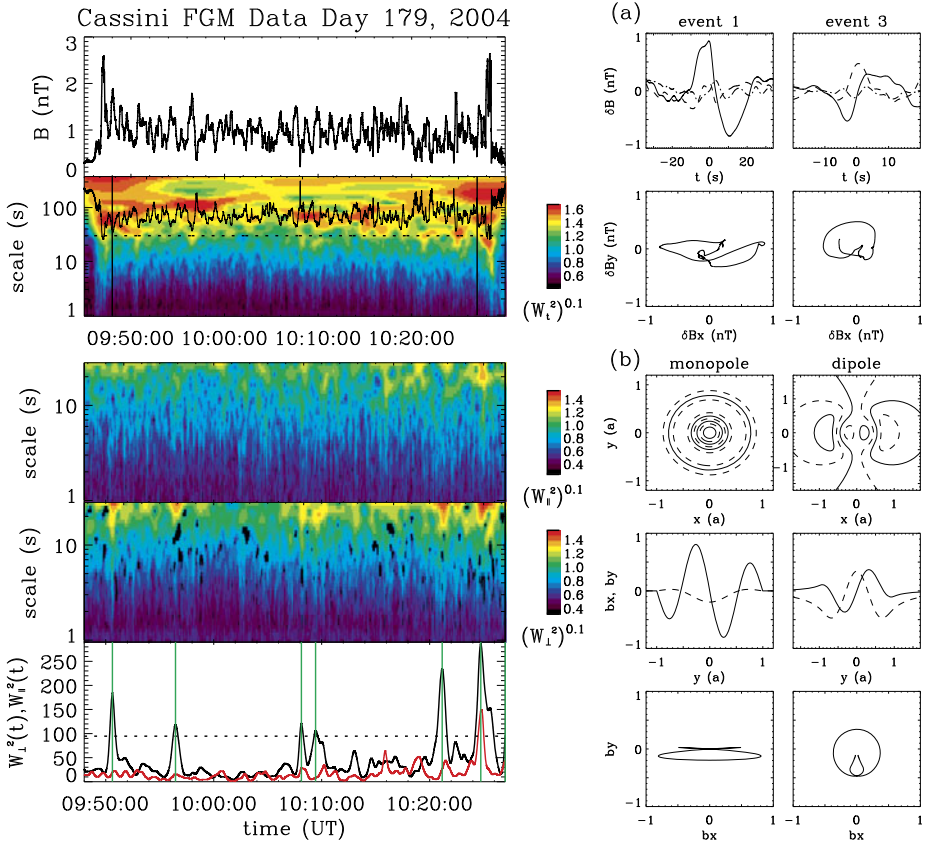 Cassini FGM Data Day 179, 2004
B (nT)
3
2
1
0
scale (s)
100
10
1
1.6
1.4
1.2
1.0
0.8
0.6
(Wt²)^0.1
09:50:00 10:00:00 10:10:00 10:20:00
scale (s)
10
1
1.4
1.2
1.0
0.8
0.6
0.4
(W∥²)^0.1
scale (s)
10
1
1.4
1.2
1.0
0.8
0.6
0.4
(W⊥²)^0.1
W⊥²(t),W∥²(t)
250
200
150
100
50
0
09:50:00 10:00:00 10:10:00 10:20:00
time (UT)
(a)
event 1 event 3
δB (nT)
1
0
-1
-20 0 20
t (s)
-10 0 10
t (s)
δBy (nT)
1
0
-1
-1 0 1
δBx (nT)
-1 0 1
δBx (nT)
(b)
monopole dipole
y (a)
1
0
-1
-1 0 1
x (a)
1
0
-1
-1 0 1
x (a)
bx, by
1
0
-1
-1 0 1
y (a)
-1 0 1
y (a)
by
1
0
-1
-1 0 1
bx
-1 0 1
bx